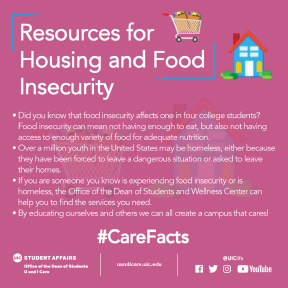 Resources for
Housing and Food
Insecurity
• Did you know that food insecurity affects one in four college students?
Food insecurity can mean not having enough to eat, but also not having
access to enough variety of food for adequate nutrition.
• Over a million youth in the United States may be homeless, either because
they have been forced to leave a dangerous situation or asked to leave
their homes.
• If you are someone you know is experiencing food insecurity or is
homeless, the Office of the Dean of Students and Wellness Center can
help you to find the services you need.
• By educating ourselves and others we can all create a campus that cares!
#CareFacts
UIC STUDENT AFFAIRS
Office of the Dean of Students
U and I Care
uandicare.uic.edu
@UIClife
YouTube